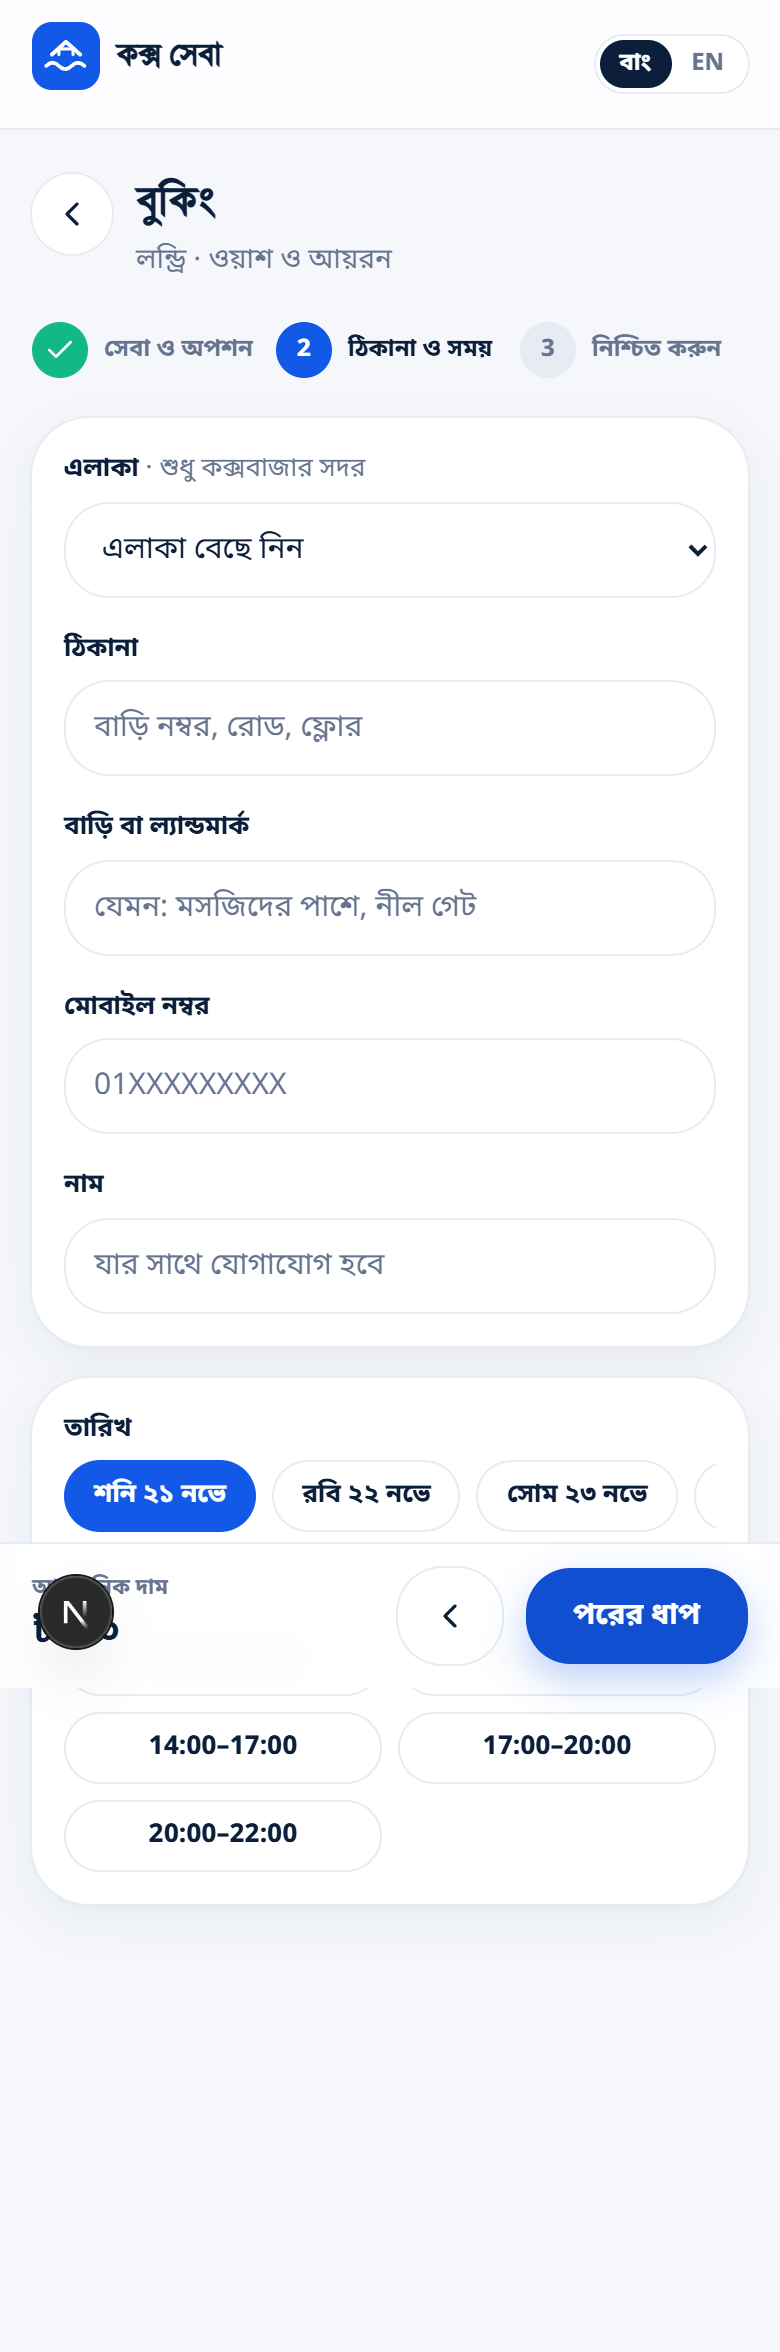 কক্স সেবা
বাং EN
বুকিং
লন্ড্রি · ওয়াশ ও আয়রন
সেবা ও অপশন 2 ঠিকানা ও সময় 3 নিশ্চিত করুন
এলাকা · শুধু কক্সবাজার সদর
এলাকা বেছে নিন
ঠিকানা
বাড়ি নম্বর, রোড, ফ্লোর
বাড়ি বা ল্যান্ডমার্ক
যেমন: মসজিদের পাশে, নীল গেট
মোবাইল নম্বর
01XXXXXXXXX
নাম
যার সাথে যোগাযোগ হবে
তারিখ
শনি ২১ নভে রবি ২২ নভে সোম ২৩ নভে
দাম
N
পরের ধাপ
14:00–17:00 17:00–20:00
20:00–22:00